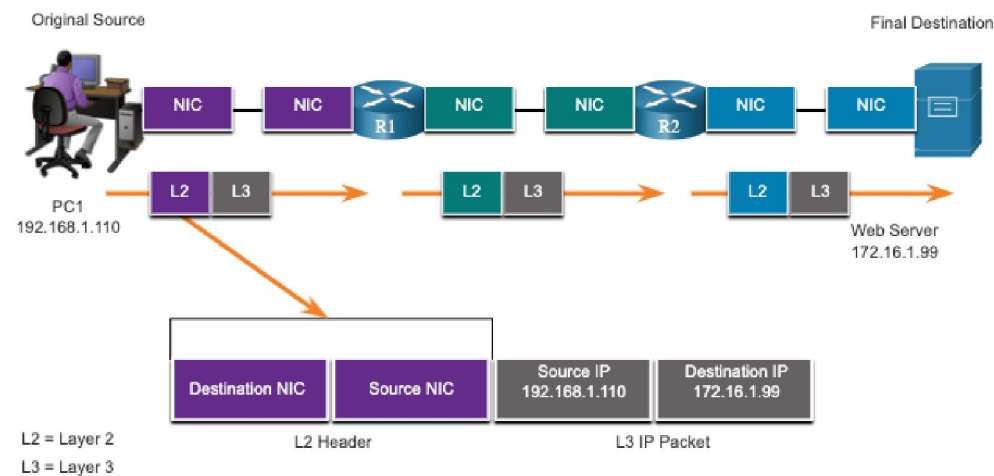 Original Source
Final Destination
NIC NIC R1 NIC NIC R2 NIC NIC
L2 L3 L2 L3 L2 L3
PC1
192.168.1.110
Web Server
172.16.1.99
Destination NIC Source NIC Source IP
192.168.1.110 Destination IP
172.16.1.99
L2 Header L3 IP Packet
L2 = Layer 2
L3 = Layer 3